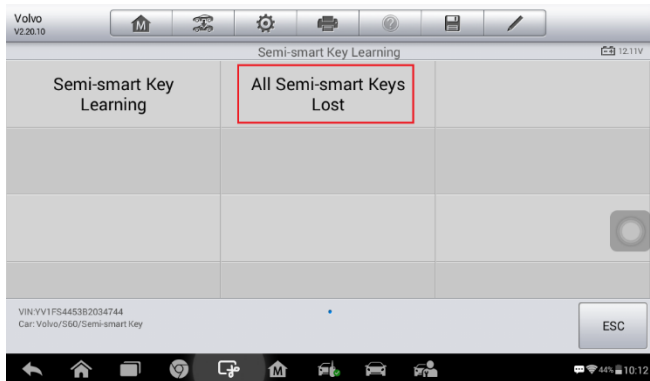 Volvo
V2.20.10
Semi-smart Key Learning
12.11V
Semi-smart Key
Learning
All Semi-smart Keys
Lost
VIN:YV1FS4453B2034744
Car: Volvo/S60/Semi-smart Key
ESC
44% 10:12